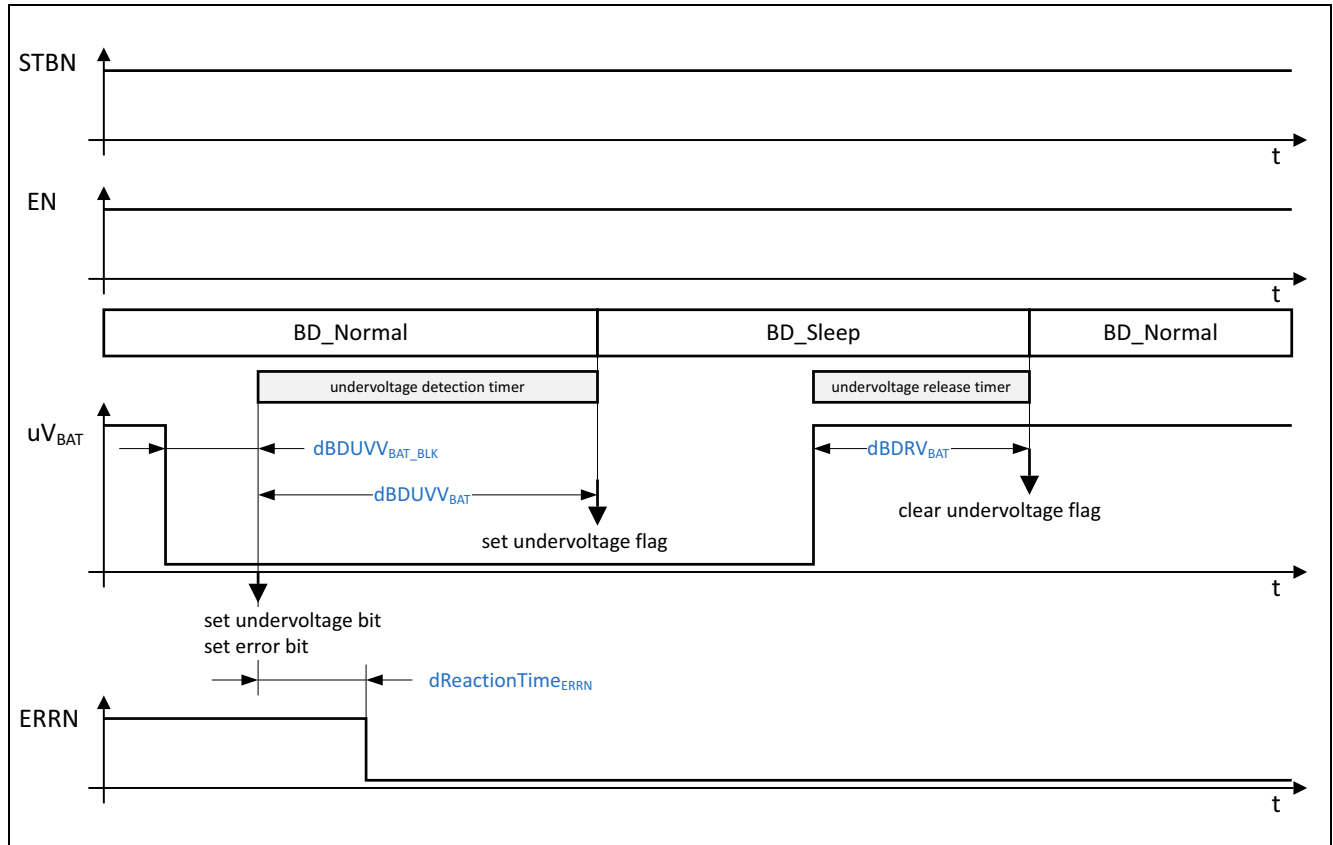 STBN
t
EN
t
BD_Normal
BD_Sleep
BD_Normal
undervoltage detection timer
undervoltage release timer
uVBAT
dBDUVVBAT_BLK
dBDRVBAT
dBDUVVBAT
clear undervoltage flag
set undervoltage flag
t
set undervoltage bit
set error bit
dReactionTimeERRN
ERRN
t